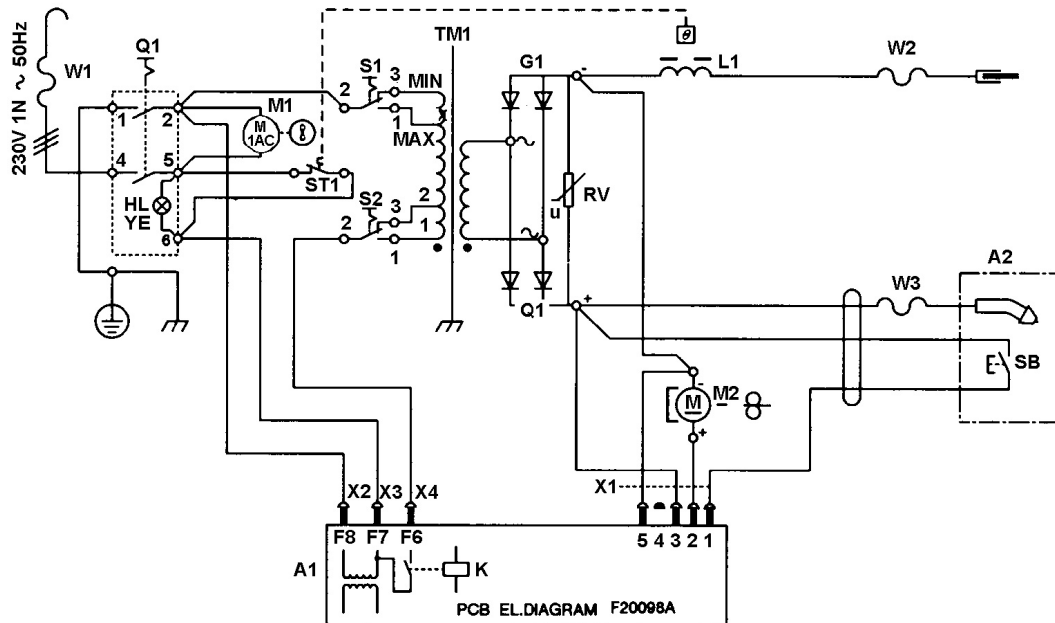 230V 1N ~ 50Hz
W1
Q1
1
2
4
5
6
HL
YE
M1
M
1AC
ST1
S1
2
3
1
MIN
MAX
S2
2
3
1
2
1
TM1
G1
Q1
-
+
u
RV
θ
L1
W2
W3
A2
SB
-
M
M2
+
X1
X2
X3
X4
F8
F7
F6
5
4
3
2
1
A1
K
PCB EL.DIAGRAM F20098A